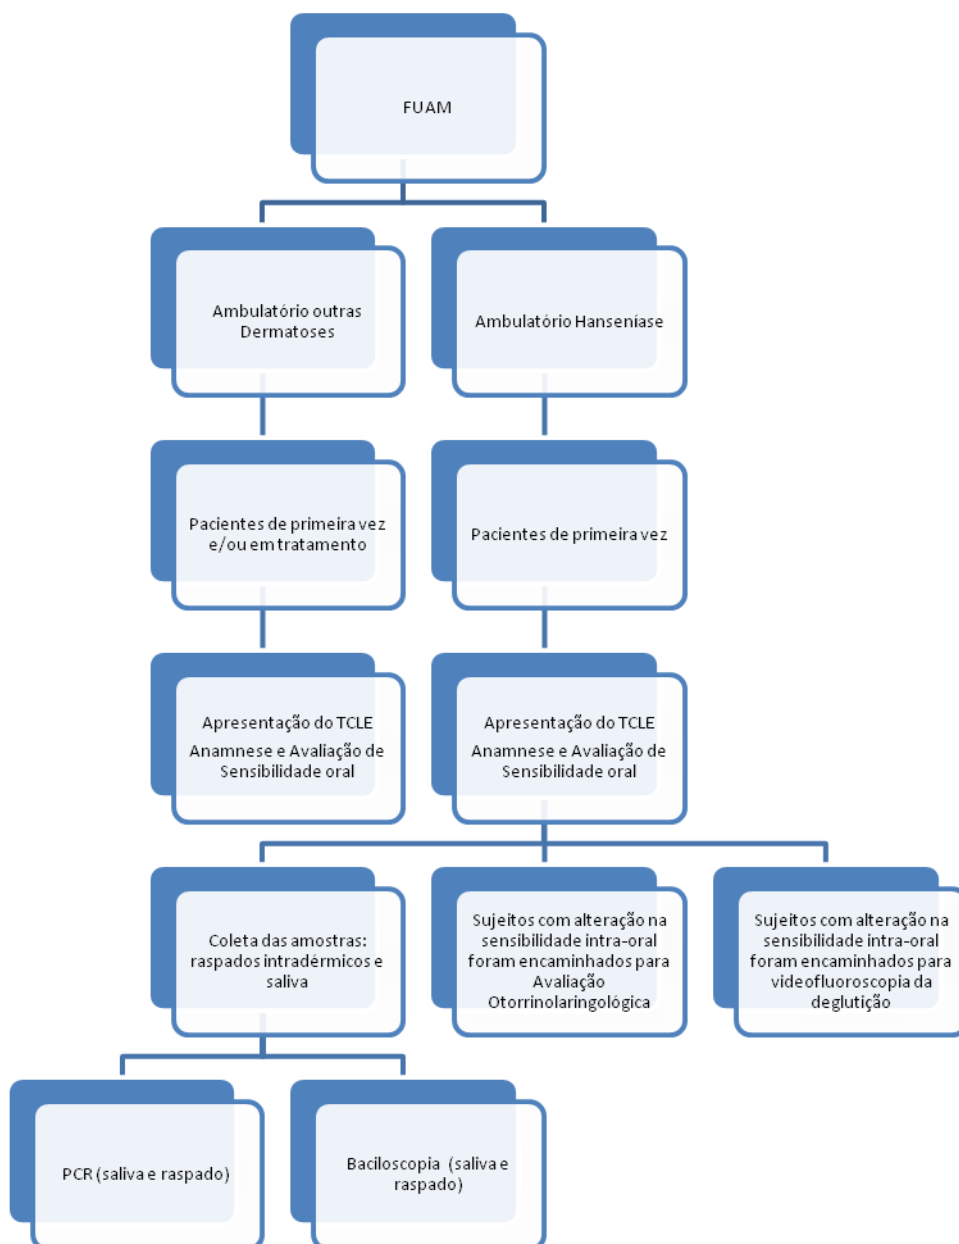 FUAM
Ambulatório outras
Dermatoses
Ambulatório Hanseníase
Pacientes de primeira vez
e/ou em tratamento
Pacientes de primeira vez
Apresentação do TCLE
Anamnese e Avaliação de
Sensibilidade oral
Apresentação do TCLE
Anamnese e Avaliação de
Sensibilidade oral
Coleta das amostras:
raspados intradérmicos e
saliva
Sujeitos com alteração na
sensibilidade intra-oral
foram encaminhados para
Avaliação
Otorrinolaringológica
Sujeitos com alteração na
sensibilidade intra-oral
foram encaminhados para
videofluoroscopia da
deglutição
PCR (saliva e raspado)
Baciloscopia (saliva e
raspado)